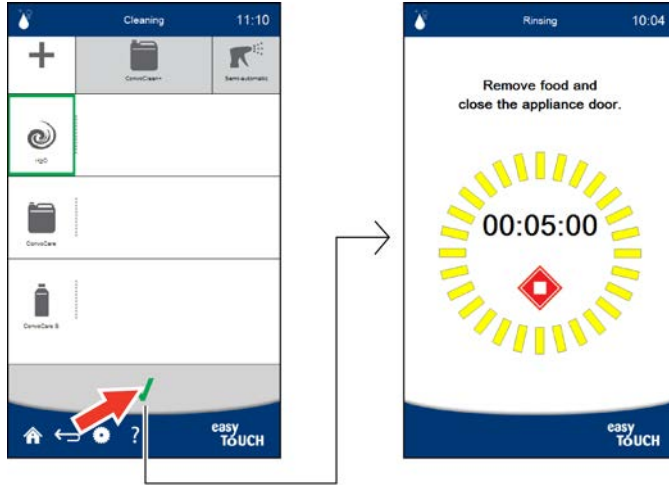 Cleaning 11:10
ConvoClean+
Semi-automatic
H2O
ConvoCare
ConvoCare S
?
easy
TOUCH
Rinsing 10:04
Remove food and
close the appliance door.
00:05:00
easy
TOUCH